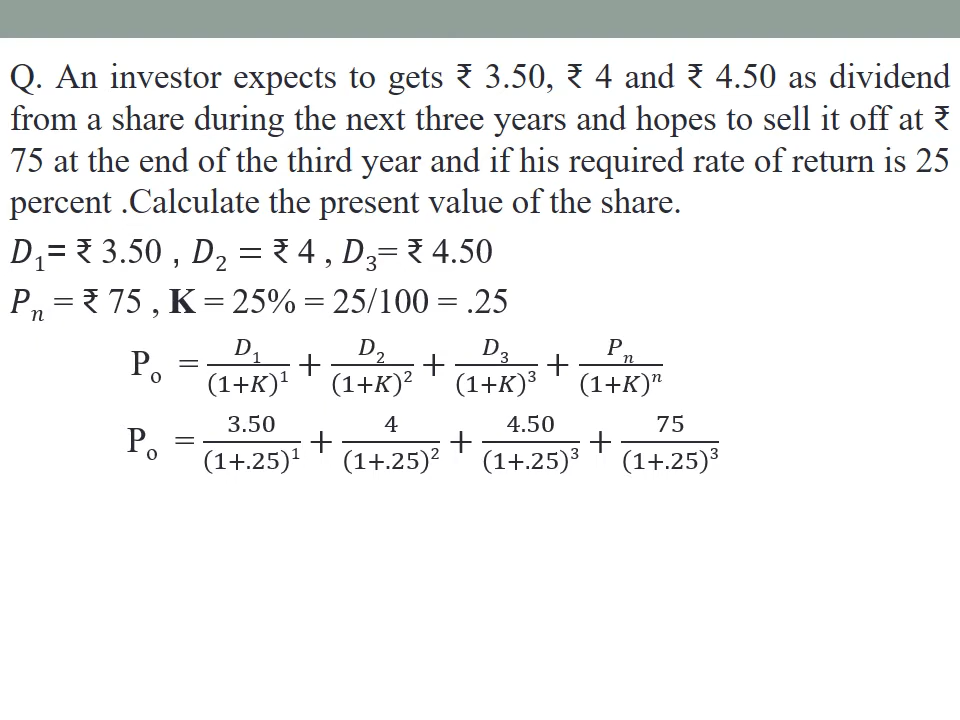 Q. An investor expects to gets ₹ 3.50, ₹ 4 and ₹ 4.50 as dividend
from a share during the next three years and hopes to sell it off at ₹
75 at the end of the third year and if his required rate of return is 25
percent .Calculate the present value of the share.
D₁= ₹ 3.50 , D₂ = ₹ 4 , D₃= ₹ 4.50
Pₙ = ₹ 75 , K = 25% = 25/100 = .25
Pₒ = D₁/(1+K)¹ + D₂/(1+K)² + D₃/(1+K)³ + Pₙ/(1+K)ⁿ
Pₒ = 3.50/(1+.25)¹ + 4/(1+.25)² + 4.50/(1+.25)³ + 75/(1+.25)³